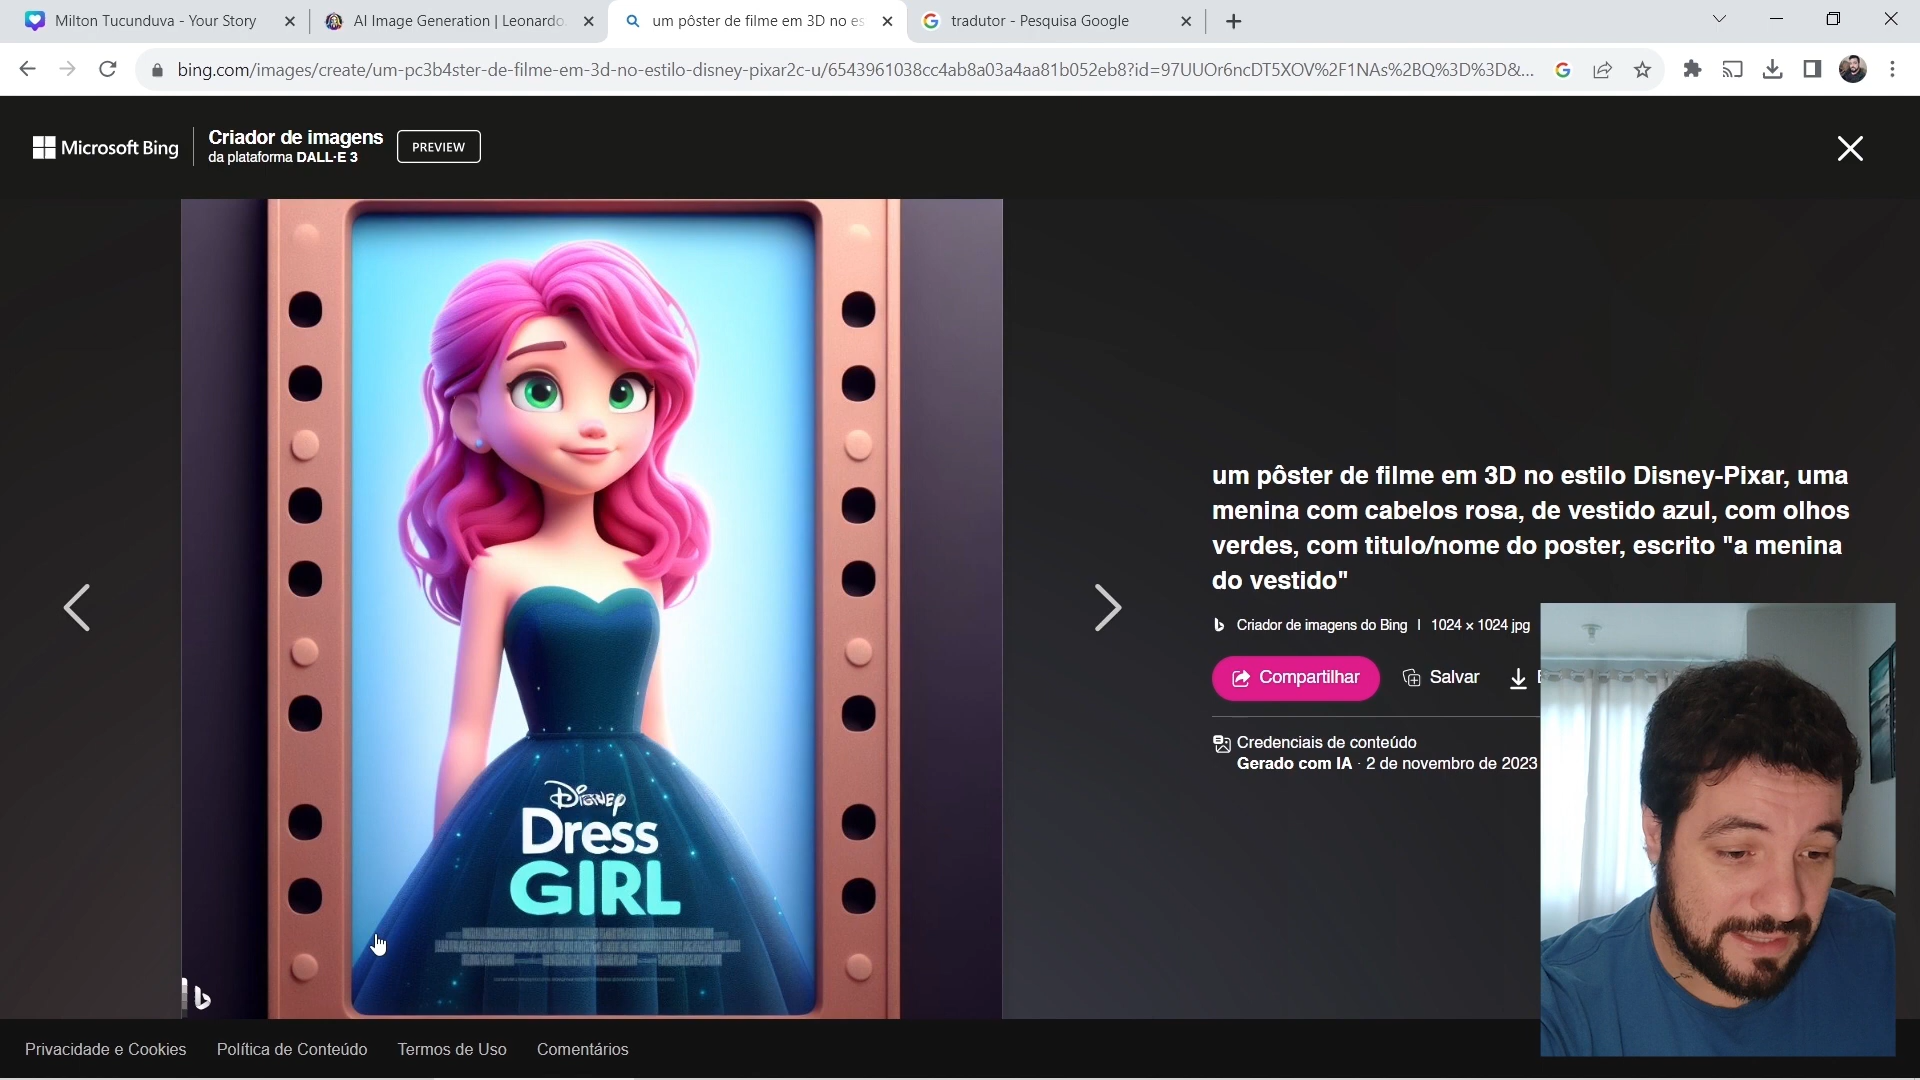 Milton Tucunduva - Your Story
AI Image Generation | Leonardo.
um pôster de filme em 3D no es
tradutor - Pesquisa Google
bing.com/images/create/um-pc3b4ster-de-filme-em-3d-no-estilo-disney-pixar2c-u/6543961038cc4ab8a03a4aa81b052eb8?id=97UUOr6ncDT5XOV%2F1NAs%2BQ%3D%3D&...
Microsoft Bing
Criador de imagens
da plataforma DALL·E 3
PREVIEW
Disney
Dress
GIRL
um pôster de filme em 3D no estilo Disney-Pixar, uma
menina com cabelos rosa, de vestido azul, com olhos
verdes, com titulo/nome do poster, escrito "a menina
do vestido"
Criador de imagens do Bing | 1024 × 1024 jpg
Compartilhar
Salvar
Credenciais de conteúdo
Gerado com IA · 2 de novembro de 2023
Privacidade e Cookies
Política de Conteúdo
Termos de Uso
Comentários